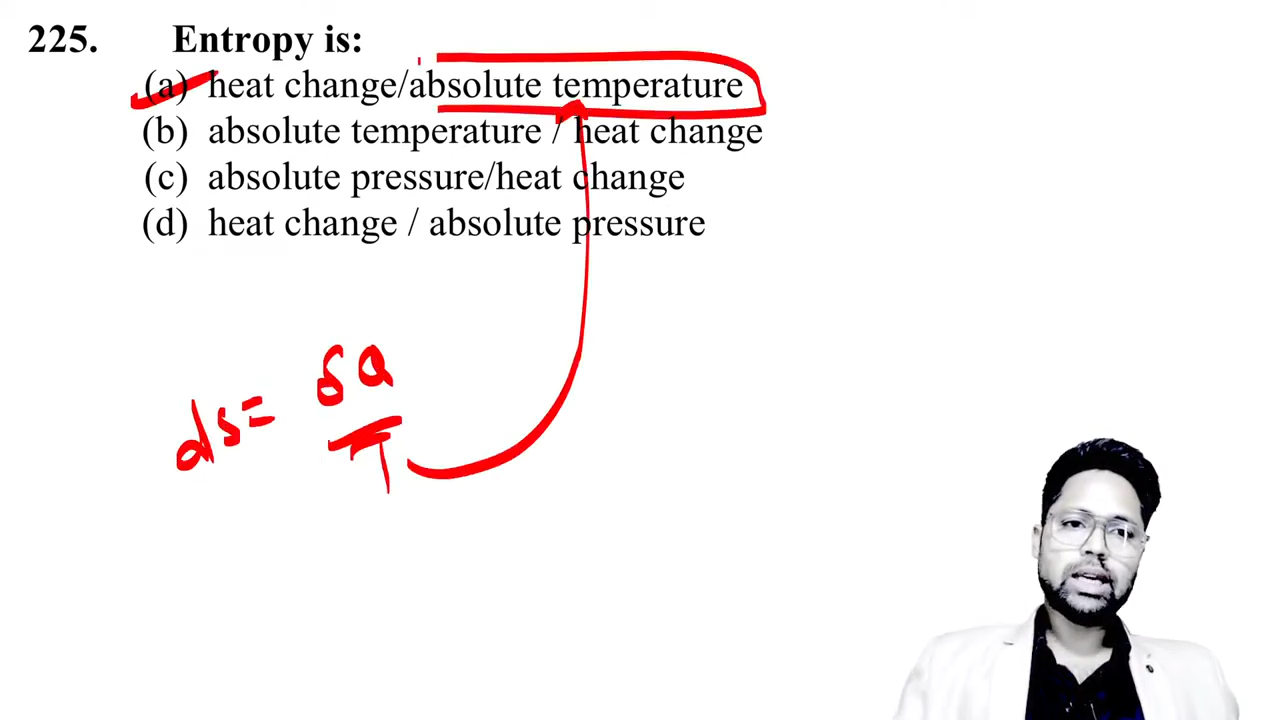 225. Entropy is:
(a) heat change/absolute temperature
(b) absolute temperature / heat change
(c) absolute pressure/heat change
(d) heat change / absolute pressure
ds = δQ
T